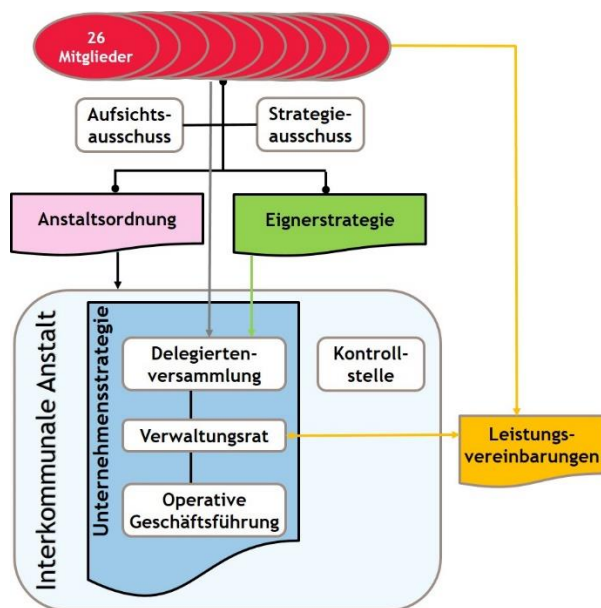 26
Mitglieder
Aufsichts-
ausschuss
Strategie-
ausschuss
Anstaltsordnung
Eignerstrategie
Interkommunale Anstalt
Unternehmensstrategie
Delegierten-
versammlung
Kontroll-
stelle
Verwaltungsrat
Leistungs-
vereinbarungen
Operative
Geschäftsführung